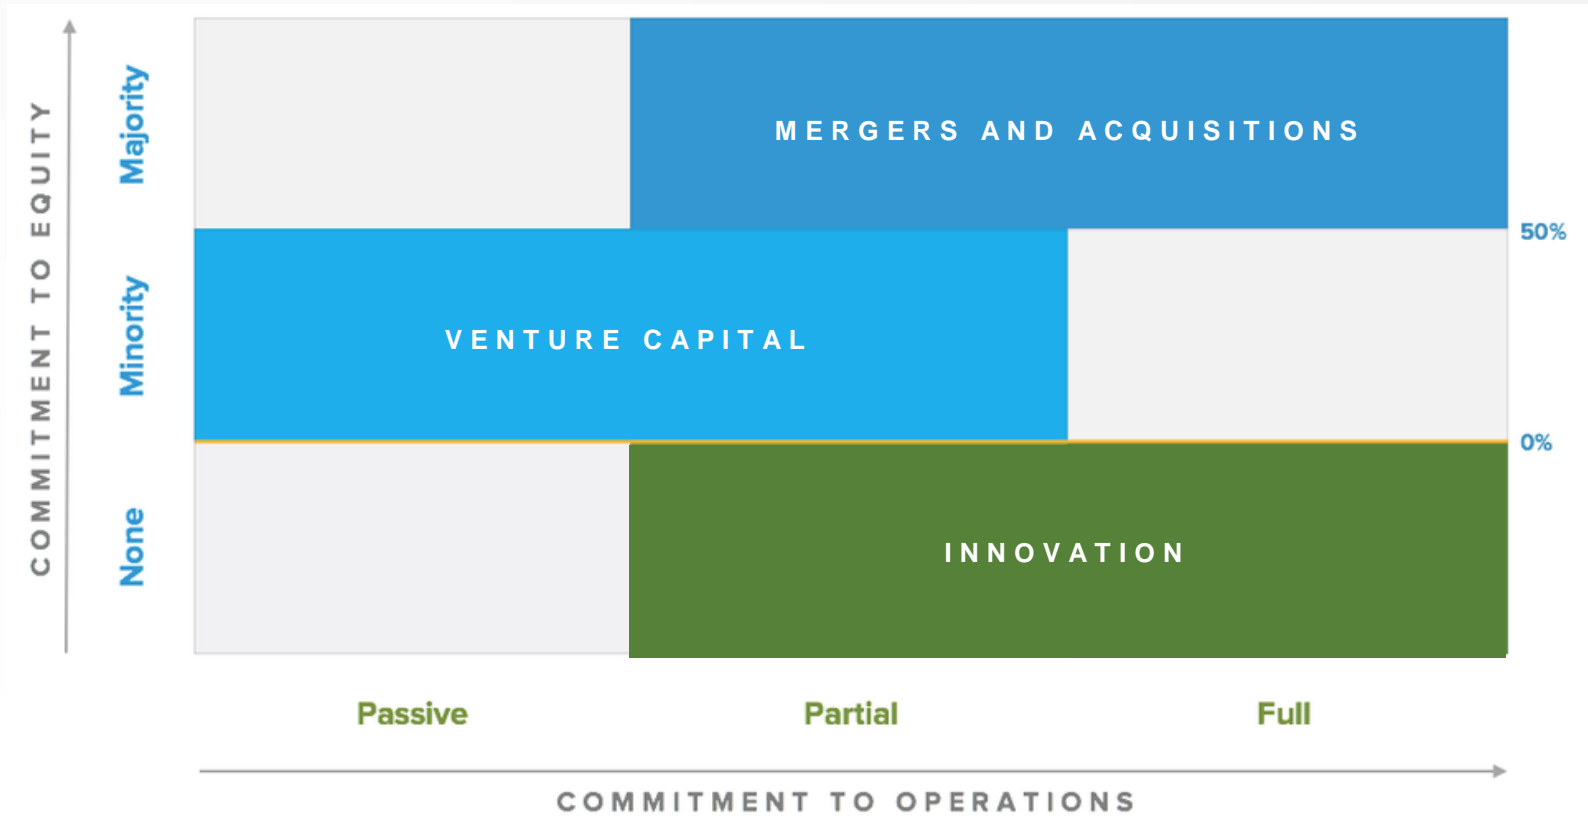 COMMITMENT TO EQUITY
Majority
MERGERS AND ACQUISITIONS
50%
Minority
VENTURE CAPITAL
0%
None
INNOVATION
Passive
Partial
Full
COMMITMENT TO OPERATIONS